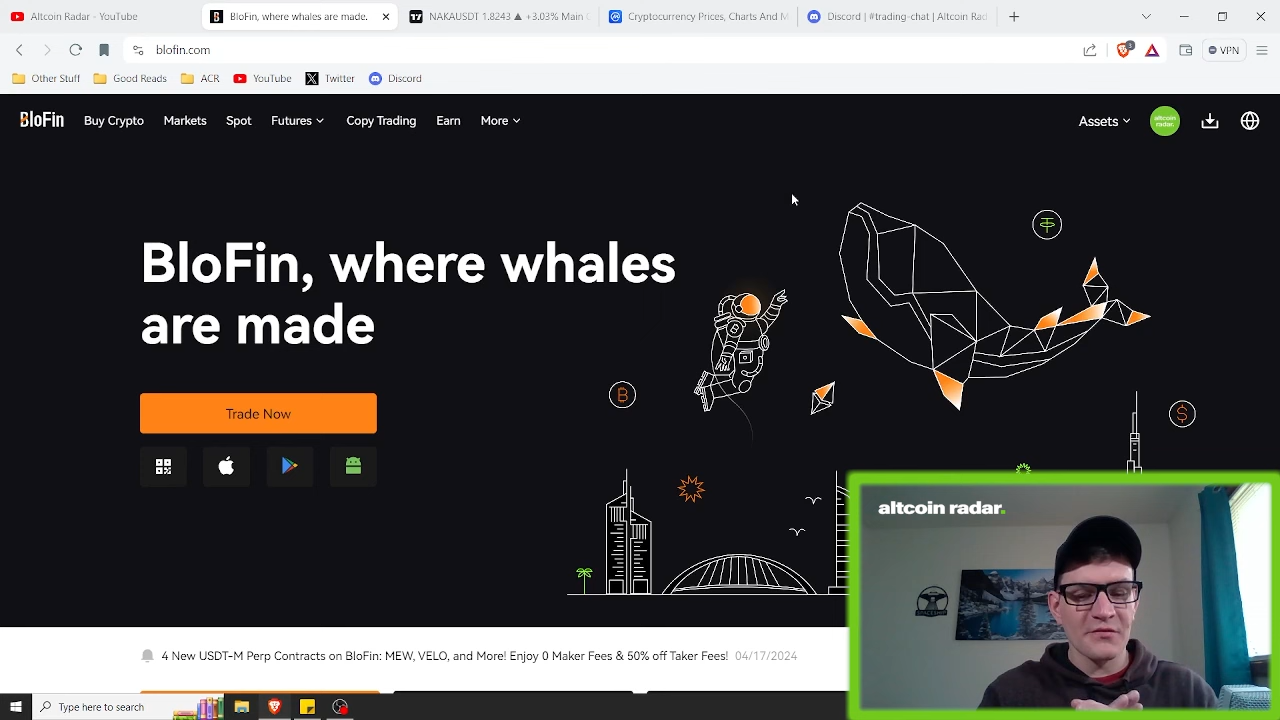 Altcoin Radar - YouTube
BloFin, where whales are made.
NAKAUSDT 1.8243 ▲ +3.03% Main
Cryptocurrency Prices, Charts And M
Discord | #trading-chat | Altcoin Rad
blofin.com
3
VPN
Other Stuff
Good Reads
ACR
YouTube
Twitter
Discord
BloFin
Buy Crypto
Markets
Spot
Futures
Copy Trading
Earn
More
Assets
altcoin
radar.
BloFin, where whales
are made
Trade Now
4 New USDT-M Perp Contracts on BloFin: MEW, VELO, and More! Enjoy 0 Maker Fees & 50% off Taker Fees! 04/17/2024
altcoin radar.
Type here to search